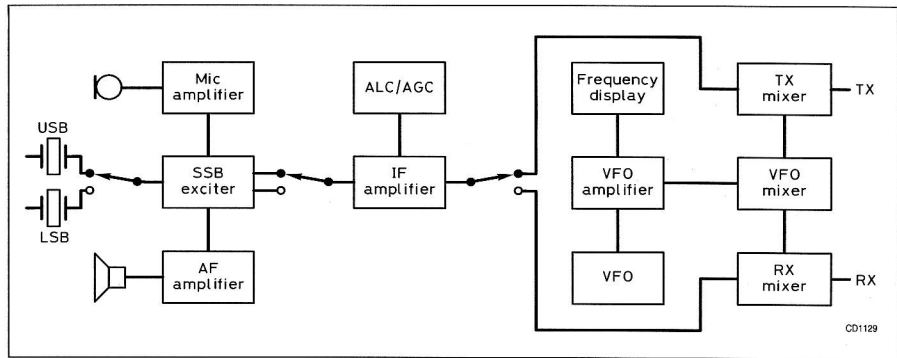 Mic
amplifier
ALC/AGC
Frequency
display
TX
mixer
TX
USB
SSB
exciter
IF
amplifier
VFO
amplifier
VFO
mixer
LSB
AF
amplifier
VFO
RX
mixer
RX
CD1129